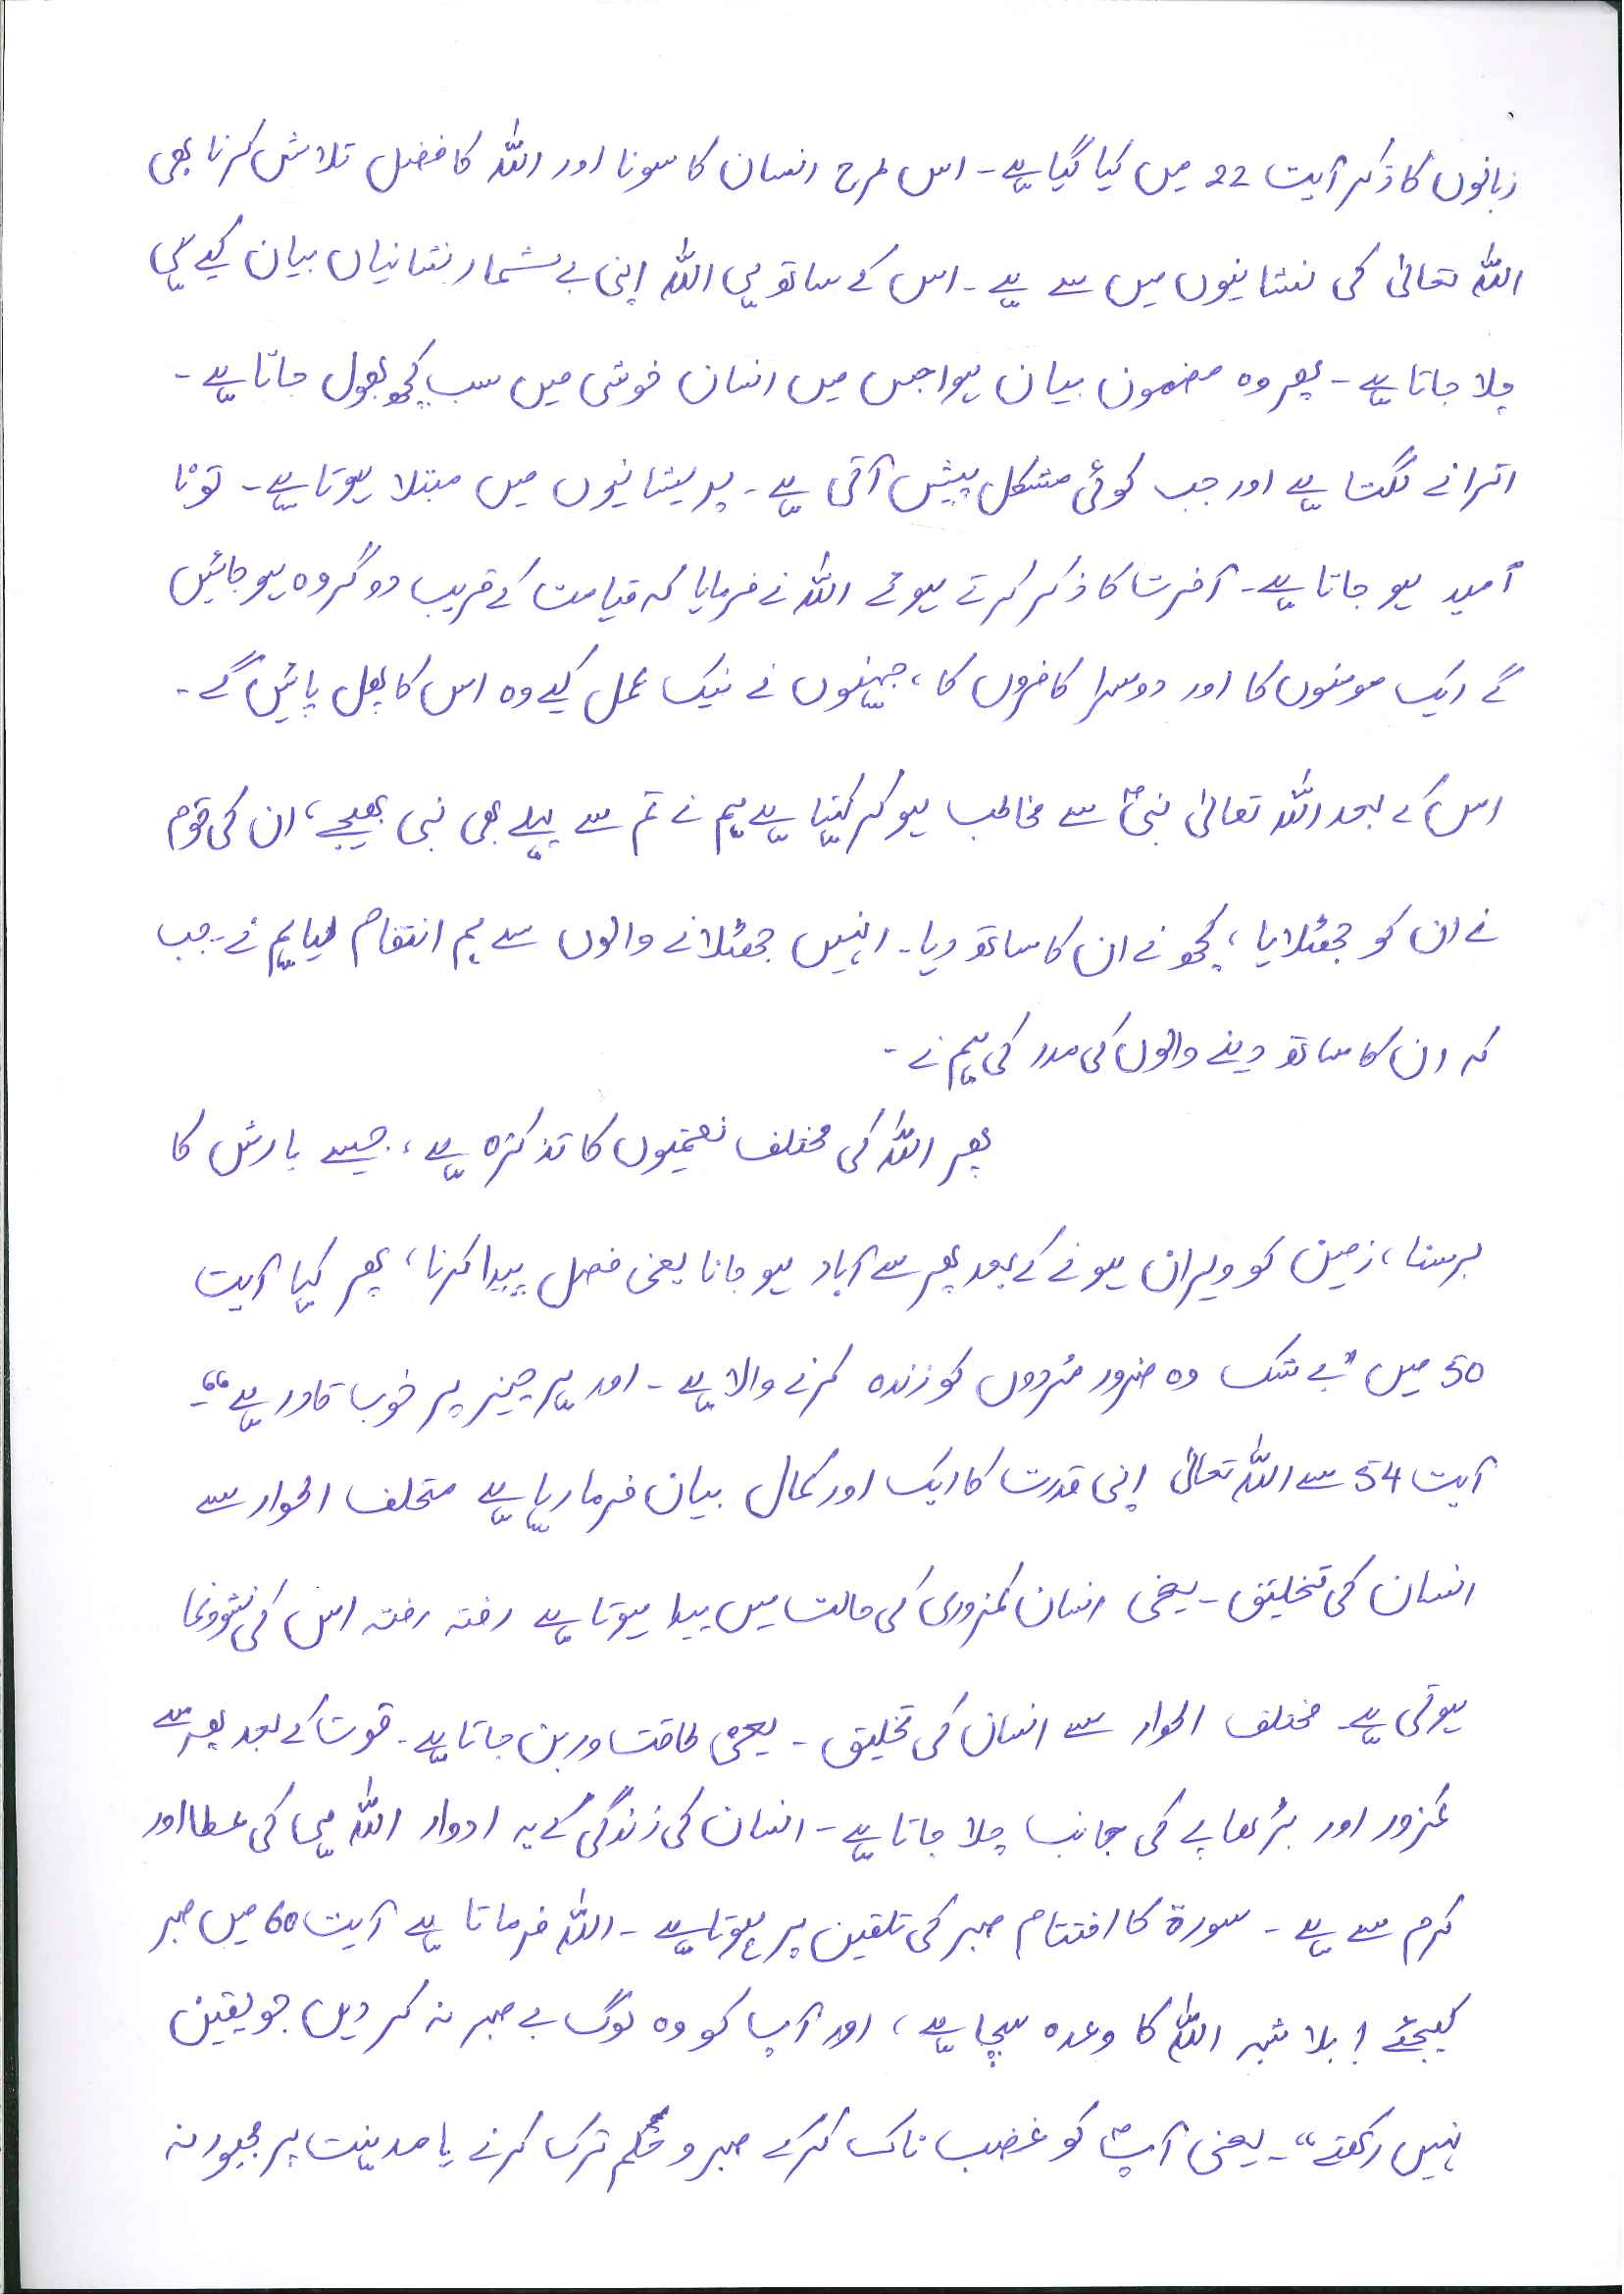 زبانوں کا ذکر آیت 22 میں کیا گیا ہے۔ اس طرح انسان کا سونا اور اللہ کا فضل تلاش کرنا بھی
اللہ تعالیٰ کی نشانیوں میں سے ہے۔ اس کے ساتھ ہی اللہ اپنی بے شمار نشانیاں بیان کیے ہی
چلا جاتا ہے۔ پھر وہ مضمون بیان ہوا جس میں انسان خوشی میں سب کچھ بھول جاتا ہے۔
اترانے لگتا ہے اور جب کوئی مشکل پیش آتی ہے۔ پریشانیوں میں مبتلا ہوتا ہے۔ تو نا
اُمید ہو جاتا ہے۔ آخرت کا ذکر کرتے ہوئے اللہ نے فرمایا کہ قیامت کے قریب دو گروہ ہو جائیں
گے ایک مومنوں کا اور دوسرا کافروں کا، جنہوں نے نیک عمل کیے وہ اس کا پھل پائیں گے۔
اس کے بعد اللہ تعالیٰ نبیؐ سے مخاطب ہو کر کہتا ہے ہم نے تم سے پہلے بھی نبی بھیجے، ان کی قوم
نے ان کو جھٹلایا، کچھ نے ان کا ساتھ دیا۔ انہیں جھٹلانے والوں سے ہم انتقام لیا ہم نے۔ جب
کہ ان کا ساتھ دینے والوں کی مدد کی ہم نے۔
پھر اللہ کی مختلف نعمتیوں کا تذکرہ ہے، جیسے بارش کا
برسنا، زمین کو ویران ہونے کے بعد پھر سے آباد ہو جانا یعنی فصل پیدا کرنا، پھر کہا آیت
50 میں "بے شک وہ ضرور مُردوں کو زندہ کرنے والا ہے۔ اور ہر چیز پر خوب قادر ہے"۔
آیت 54 سے اللہ تعالیٰ اپنی قدرت کا ایک اور کمال بیان فرما رہا ہے مختلف اطوار سے
انسان کی تخلیق۔ یعنی انسان کمزوری کی حالت میں پیدا ہوتا ہے رفتہ رفتہ اس کی نشوونما
ہوتی ہے۔ مختلف اطوار سے انسان کی تخلیق۔ یعنی طاقت ور بن جاتا ہے۔ قوت کے بعد پھر سے
کمزور اور بڑھاپے کی جانب چلا جاتا ہے۔ انسان کی زندگی کے یہ ادوار اللہ ہی کی عطا اور
کرم سے ہے۔ سورۃ کا اختتام صبر کی تلقین پر ہوتا ہے۔ اللہ فرماتا ہے آیت 60 میں صبر
کیجئے! بلا شبہ اللہ کا وعدہ سچا ہے، اور آپ کو وہ لوگ بے صبر نہ کر دیں جو یقین
نہیں رکھتے"۔ یعنی آپؐ کو غضب ناک کرکے صبر و ترک کرنے یا پر مجبور نہ